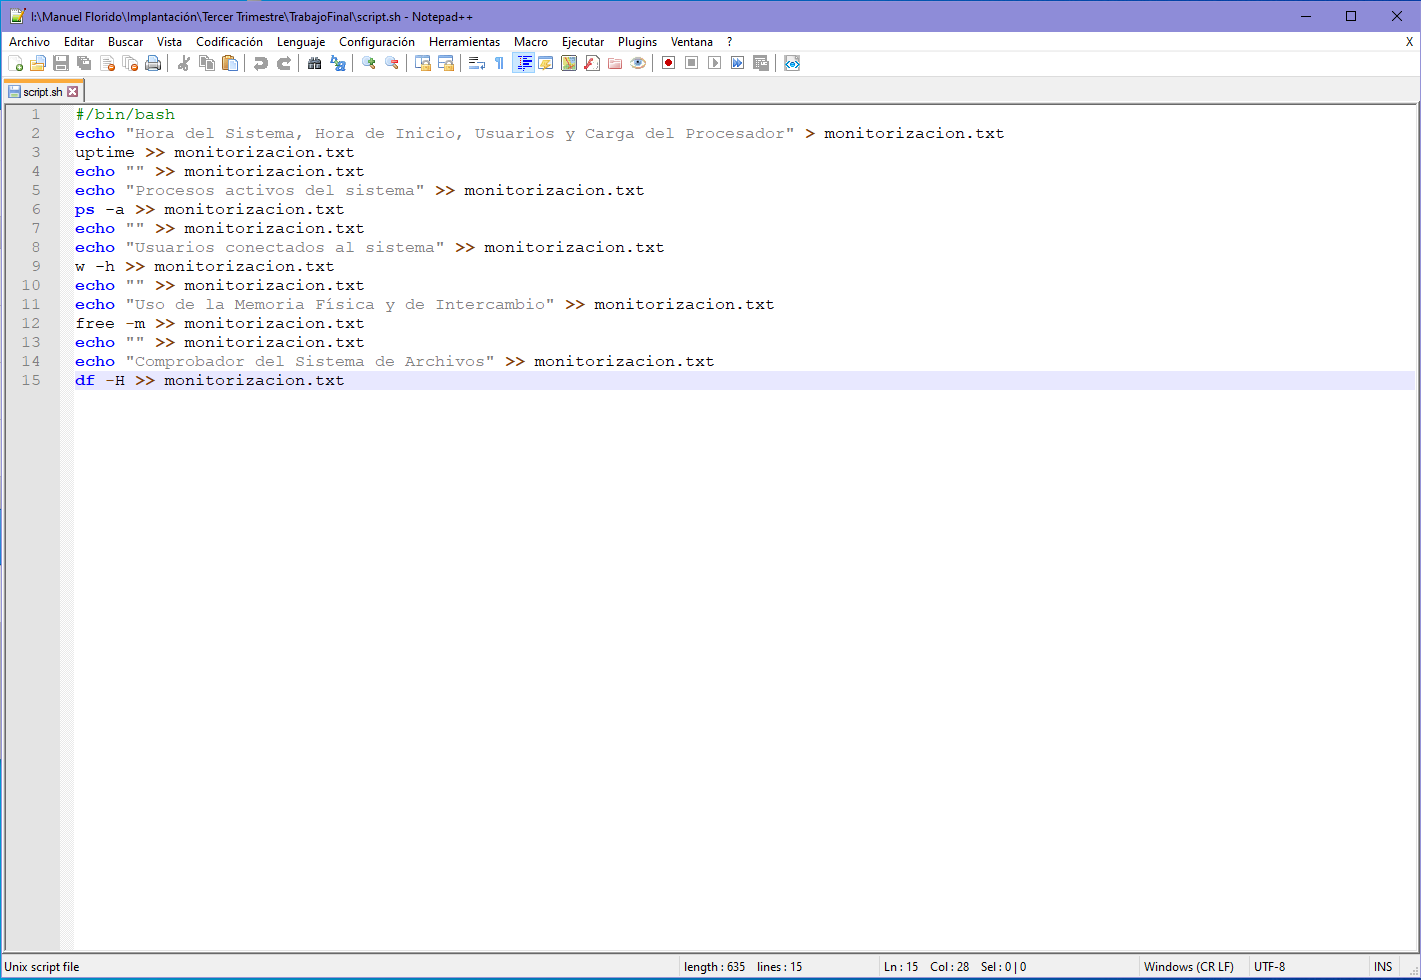 I:\Manuel Florido\Implantación\Tercer Trimestre\TrabajoFinal\script.sh - Notepad++
Archivo Editar Buscar Vista Codificación Lenguaje Configuración Herramientas Macro Ejecutar Plugins Ventana ? X
script.sh
1 #/bin/bash
2 echo "Hora del Sistema, Hora de Inicio, Usuarios y Carga del Procesador" > monitorizacion.txt
3 uptime >> monitorizacion.txt
4 echo "" >> monitorizacion.txt
5 echo "Procesos activos del sistema" >> monitorizacion.txt
6 ps -a >> monitorizacion.txt
7 echo "" >> monitorizacion.txt
8 echo "Usuarios conectados al sistema" >> monitorizacion.txt
9 w -h >> monitorizacion.txt
10 echo "" >> monitorizacion.txt
11 echo "Uso de la Memoria Física y de Intercambio" >> monitorizacion.txt
12 free -m >> monitorizacion.txt
13 echo "" >> monitorizacion.txt
14 echo "Comprobador del Sistema de Archivos" >> monitorizacion.txt
15 df -H >> monitorizacion.txt
Unix script file length : 635 lines : 15 Ln : 15 Col : 28 Sel : 0 | 0 Windows (CR LF) UTF-8 INS